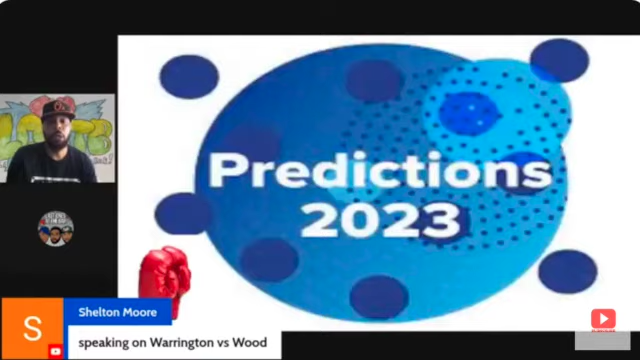 Predictions
2023
S
Shelton Moore
speaking on Warrington vs Wood